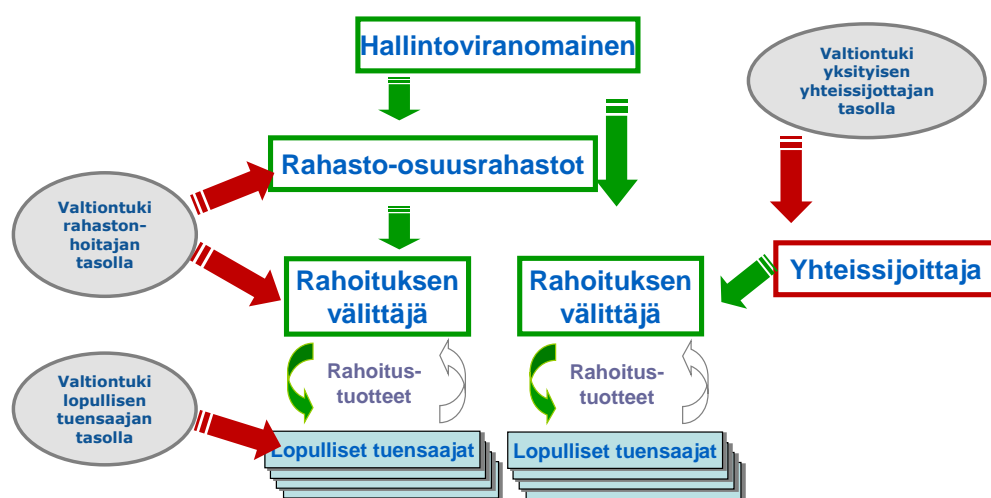 Hallintoviranomainen
Valtiontuki
yksityisen
yhteissijottajan
tasolla
Rahasto-osuusrahastot
Valtiontuki
rahaston-
hoitajan
tasolla
Rahoituksen
välittäjä
Rahoituksen
välittäjä
Yhteissijoittaja
Rahoitus-
tuotteet
Rahoitus-
tuotteet
Valtiontuki
lopullisen
tuensaajan
tasolla
Lopulliset tuensaajat
Lopulliset tuensaajat